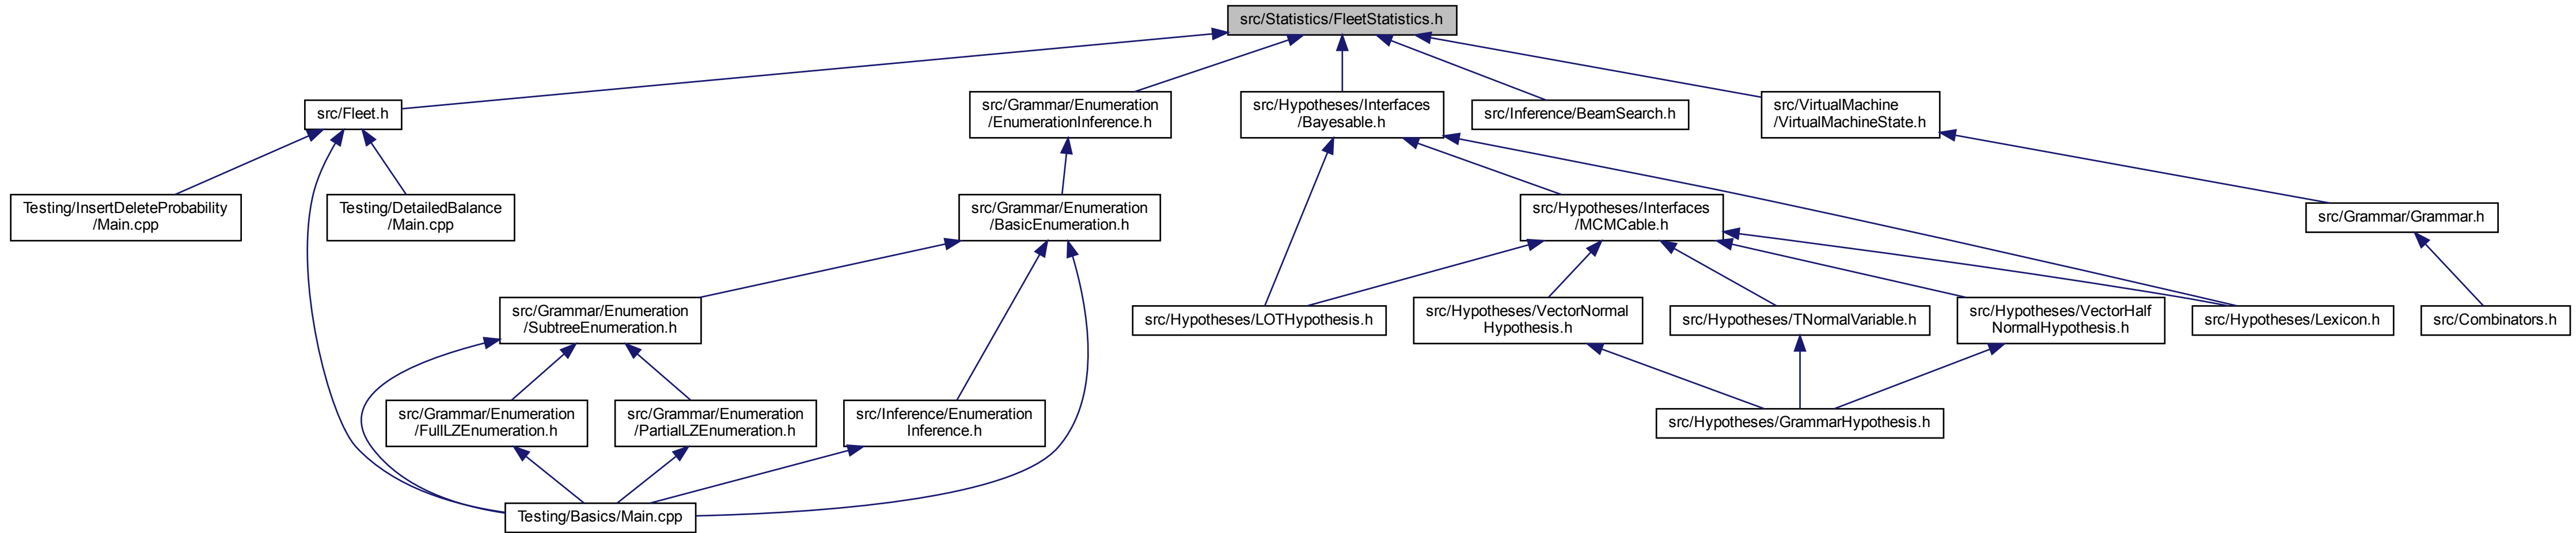 src/Statistics/FleetStatistics.h
src/Fleet.h
src/Grammar/Enumeration
/EnumerationInference.h
src/Hypotheses/Interfaces
/Bayesable.h
src/Inference/BeamSearch.h
src/VirtualMachine
/VirtualMachineState.h
Testing/InsertDeleteProbability
/Main.cpp
Testing/DetailedBalance
/Main.cpp
src/Grammar/Enumeration
/BasicEnumeration.h
src/Hypotheses/Interfaces
/MCMCable.h
src/Grammar/Grammar.h
src/Grammar/Enumeration
/SubtreeEnumeration.h
src/Hypotheses/LOTHypothesis.h
src/Hypotheses/VectorNormal
Hypothesis.h
src/Hypotheses/TNormalVariable.h
src/Hypotheses/VectorHalf
NormalHypothesis.h
src/Hypotheses/Lexicon.h
src/Combinators.h
src/Grammar/Enumeration
/FullLZEnumeration.h
src/Grammar/Enumeration
/PartialLZEnumeration.h
src/Inference/Enumeration
Inference.h
src/Hypotheses/GrammarHypothesis.h
Testing/Basics/Main.cpp